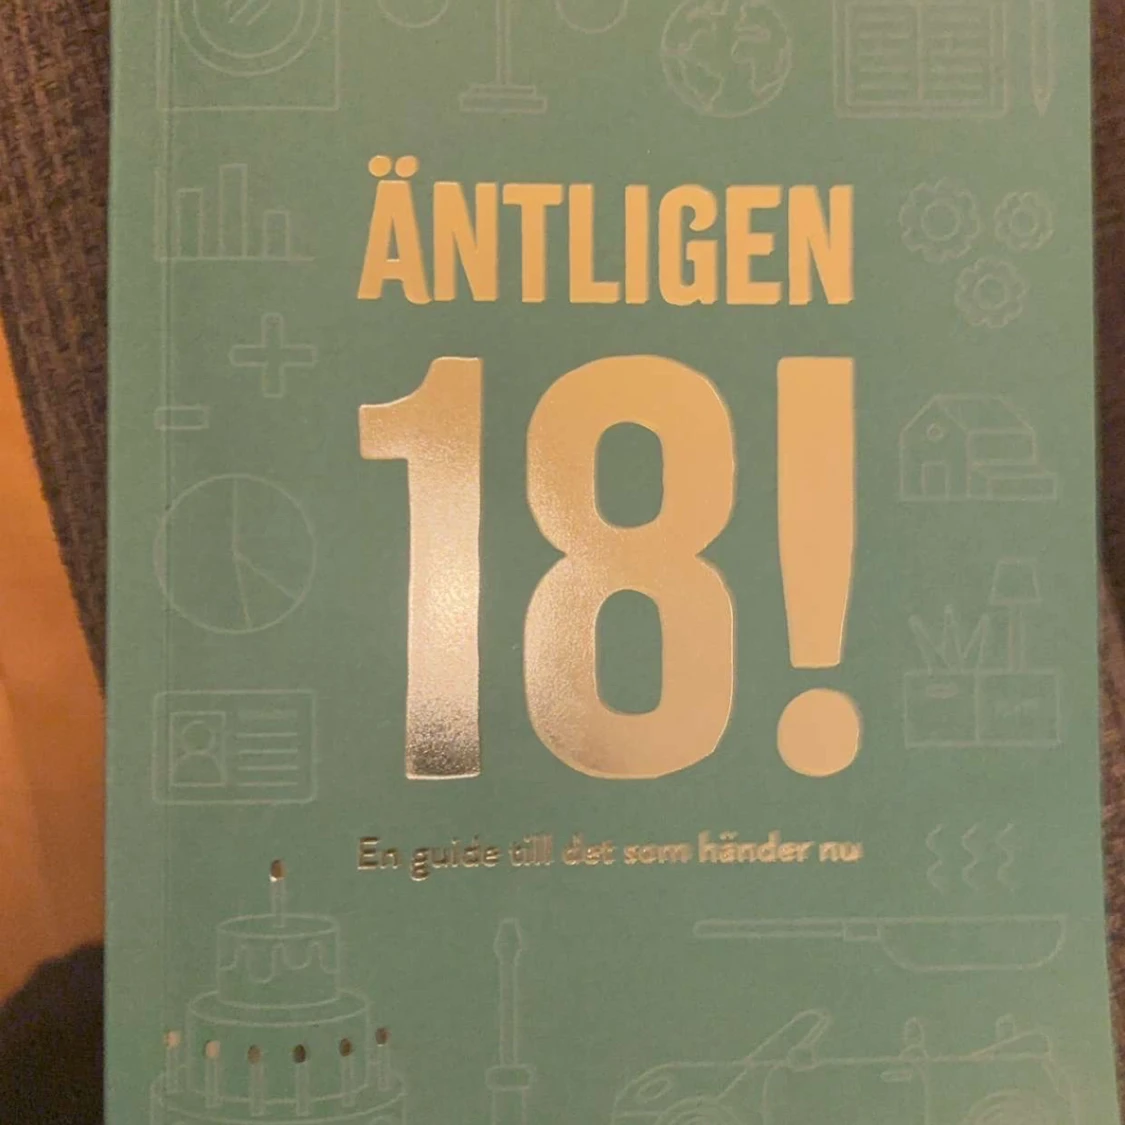 ÄNTLIGEN
18!
En guide till det som händer nu